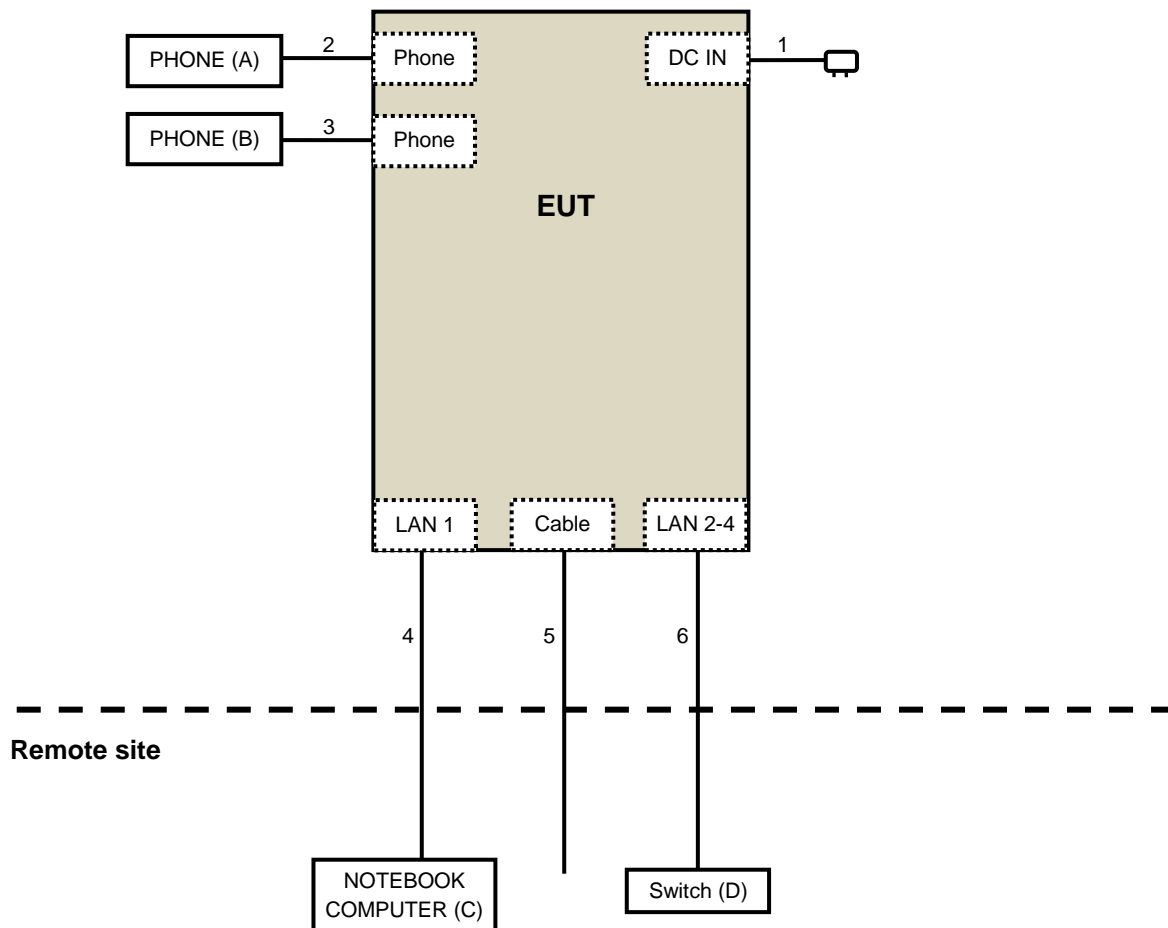 2
1
PHONE (A)
Phone
DC IN
3
PHONE (B)
Phone
EUT
LAN 1
Cable
LAN 2-4
4
5
6
Remote site
NOTEBOOK
COMPUTER (C)
Switch (D)